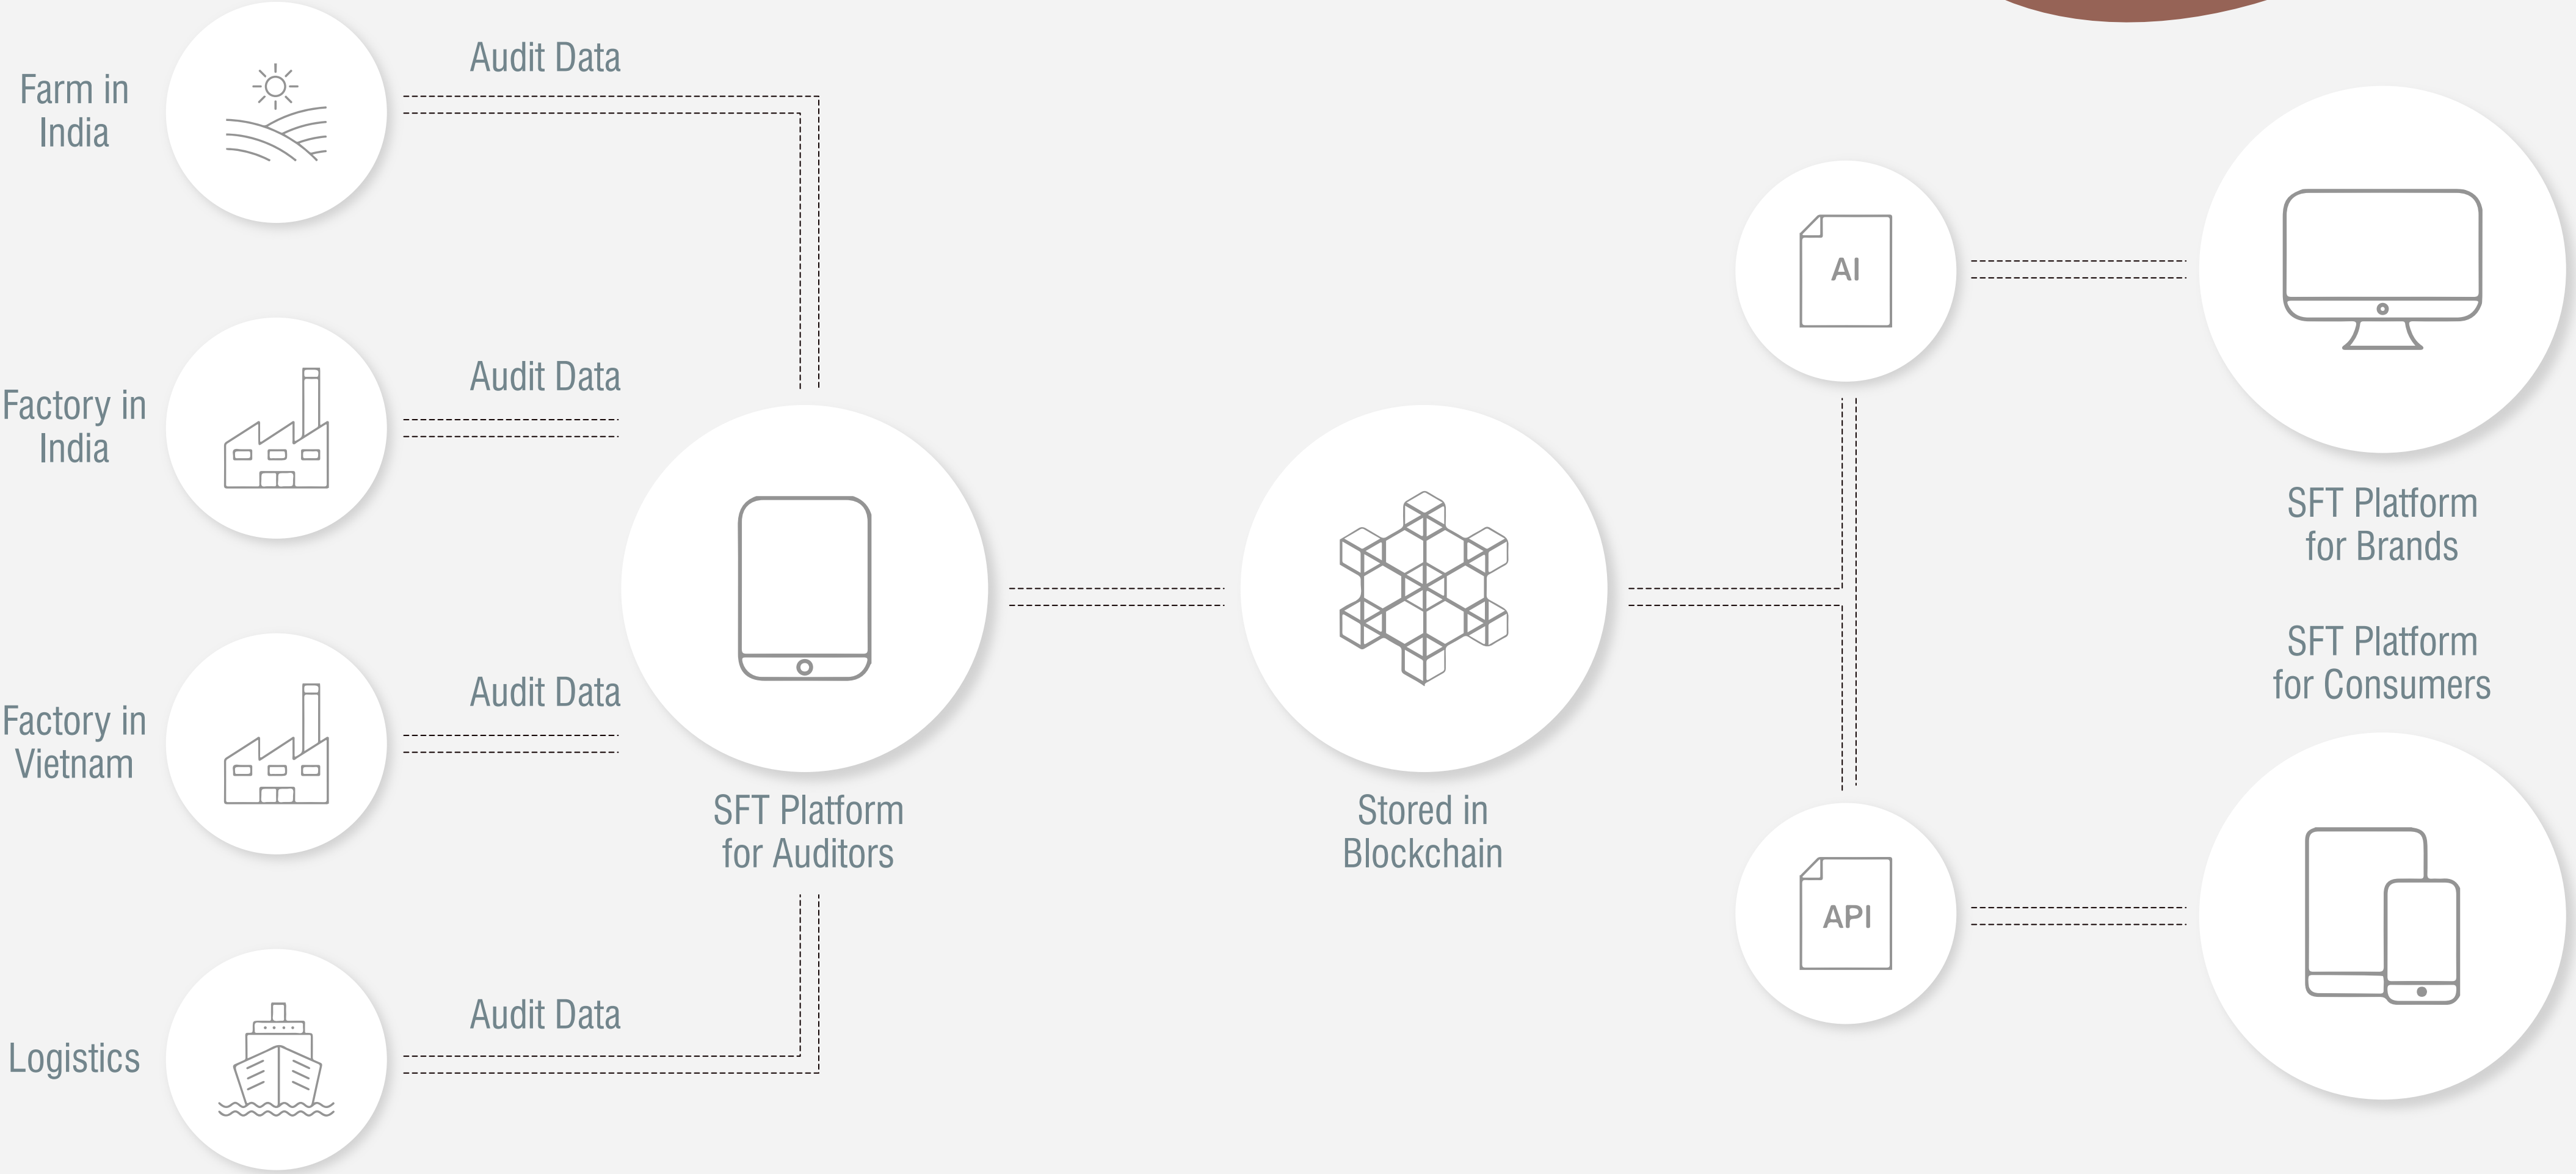 Farm in
India
Audit Data
Factory in
India
Audit Data
Factory in
Vietnam
Audit Data
Logistics
Audit Data
SFT Platform
for Auditors
Stored in
Blockchain
AI
API
SFT Platform
for Brands
SFT Platform
for Consumers